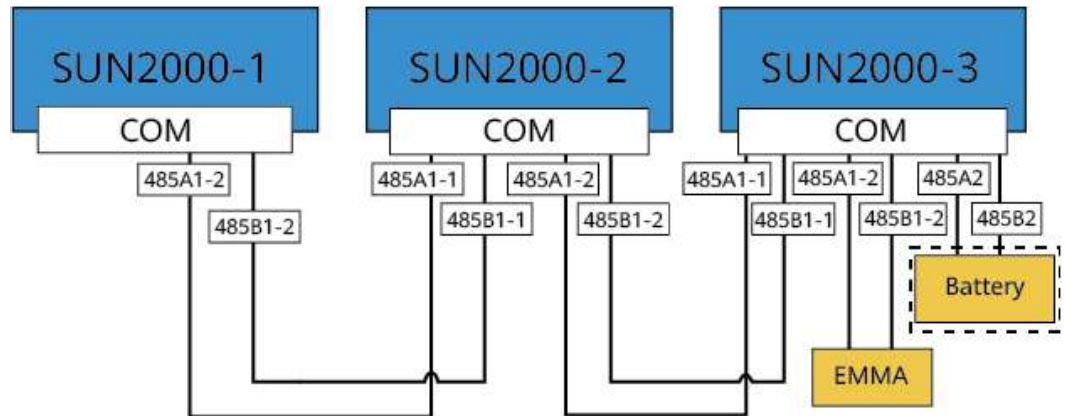 SUN2000-1
SUN2000-2
SUN2000-3
COM
COM
COM
485A1-2
485A1-1
485A1-2
485A1-1
485A1-2
485A2
485B1-2
485B1-1
485B1-2
485B1-1
485B1-2
485B2
Battery
EMMA